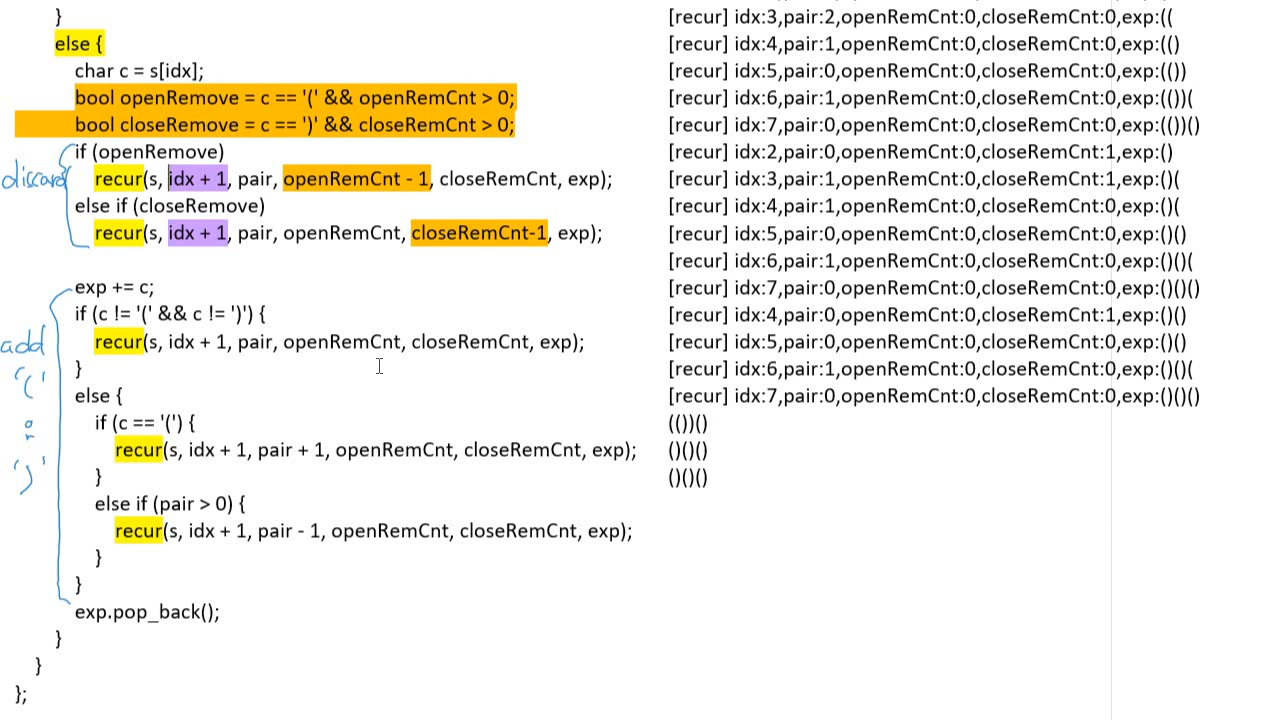 }
else {
char c = s[idx];
bool openRemove = c == '(' && openRemCnt > 0;
bool closeRemove = c == ')' && closeRemCnt > 0;
if (openRemove)
discard
recur(s, idx + 1, pair, openRemCnt - 1, closeRemCnt, exp);
else if (closeRemove)
recur(s, idx + 1, pair, openRemCnt, closeRemCnt-1, exp);
exp += c;
if (c != '(' && c != ')') {
add
recur(s, idx + 1, pair, openRemCnt, closeRemCnt, exp);
}
'('
else {
or
if (c == '(') {
recur(s, idx + 1, pair + 1, openRemCnt, closeRemCnt, exp);
')'
}
else if (pair > 0) {
recur(s, idx + 1, pair - 1, openRemCnt, closeRemCnt, exp);
}
}
exp.pop_back();
}
}
};
[recur] idx:3,pair:2,openRemCnt:0,closeRemCnt:0,exp:((
[recur] idx:4,pair:1,openRemCnt:0,closeRemCnt:0,exp:(()
[recur] idx:5,pair:0,openRemCnt:0,closeRemCnt:0,exp:(())
[recur] idx:6,pair:1,openRemCnt:0,closeRemCnt:0,exp:(())(
[recur] idx:7,pair:0,openRemCnt:0,closeRemCnt:0,exp:(())()
[recur] idx:2,pair:0,openRemCnt:0,closeRemCnt:1,exp:()
[recur] idx:3,pair:1,openRemCnt:0,closeRemCnt:1,exp:()(
[recur] idx:4,pair:1,openRemCnt:0,closeRemCnt:0,exp:()(
[recur] idx:5,pair:0,openRemCnt:0,closeRemCnt:0,exp:()()
[recur] idx:6,pair:1,openRemCnt:0,closeRemCnt:0,exp:()()(
[recur] idx:7,pair:0,openRemCnt:0,closeRemCnt:0,exp:()()()
[recur] idx:4,pair:0,openRemCnt:0,closeRemCnt:1,exp:()()
[recur] idx:5,pair:0,openRemCnt:0,closeRemCnt:0,exp:()()
[recur] idx:6,pair:1,openRemCnt:0,closeRemCnt:0,exp:()()(
[recur] idx:7,pair:0,openRemCnt:0,closeRemCnt:0,exp:()()()
(())()
()()()
()()()